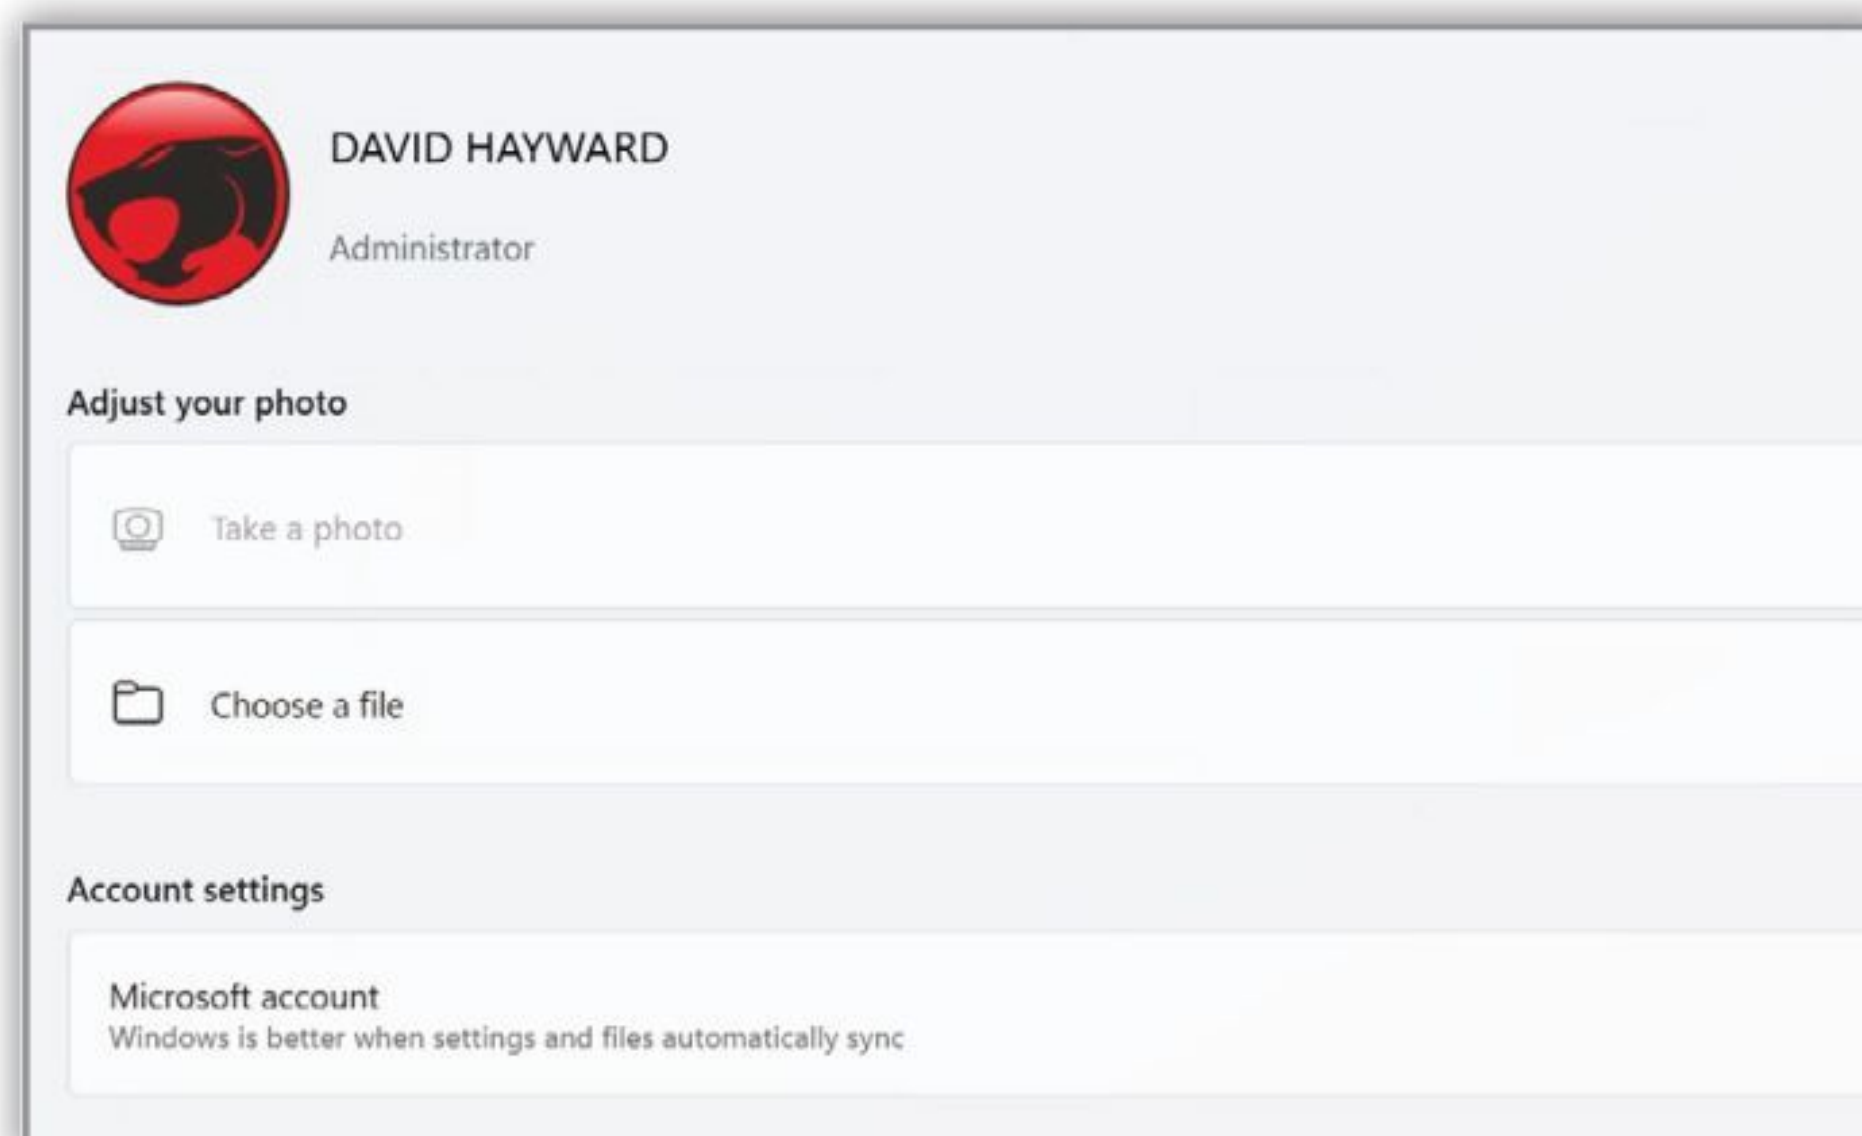 DAVID HAYWARD
Administrator
Adjust your photo
Take a photo
Choose a file
Account settings
Microsoft account
Windows is better when settings and files automatically sync